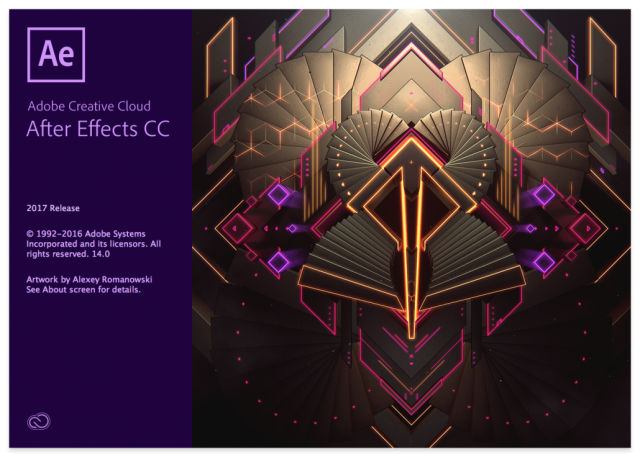 Ae
Adobe Creative Cloud
After Effects CC
2017 Release
© 1992-2016 Adobe Systems
Incorporated and its licensors. All
rights reserved. 14.0
Artwork by Alexey Romanowski
See About screen for details.